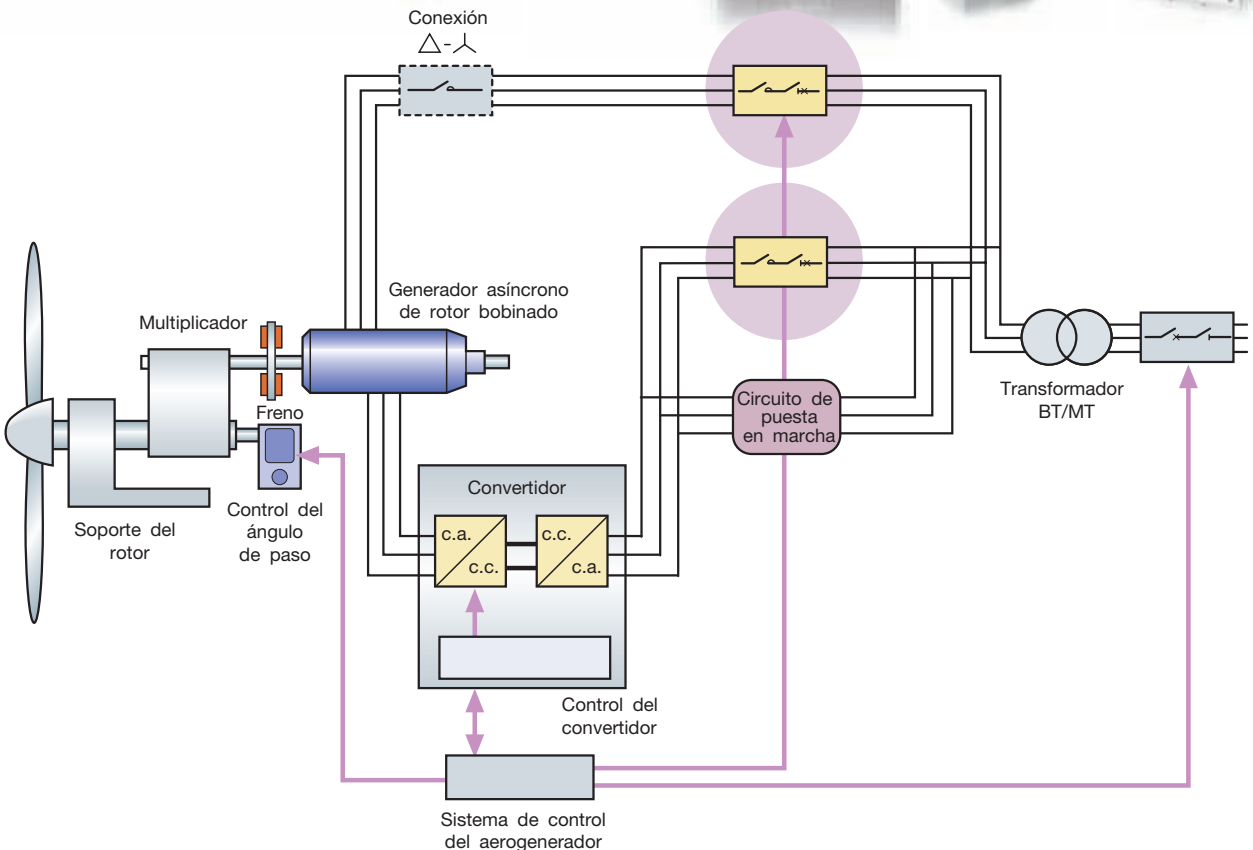 Conexión
Generador asíncrono
de rotor bobinado
Multiplicador
Freno
Circuito de
puesta
en marcha
Transformador
BT/MT
Soporte del
rotor
Control del
ángulo
de paso
Convertidor
c.a.
c.c.
c.c.
c.a.
Control del
convertidor
Sistema de control
del aerogenerador